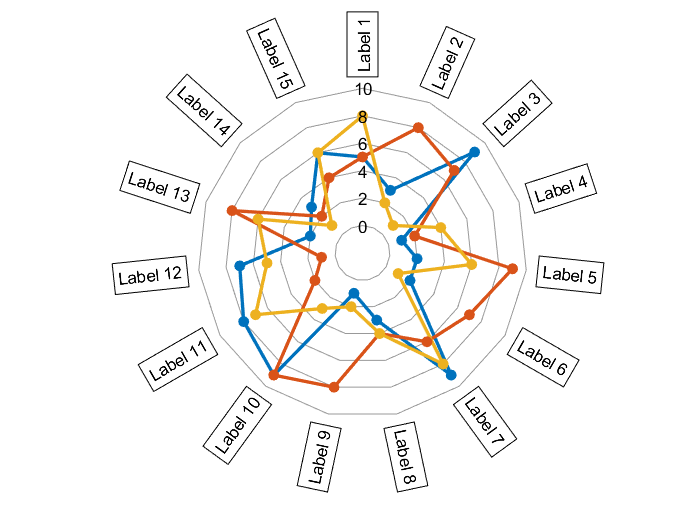 Label 1
Label 2
Label 3
Label 4
Label 5
Label 6
Label 7
Label 8
Label 9
Label 10
Label 11
Label 12
Label 13
Label 14
Label 15
10
8
6
4
2
0